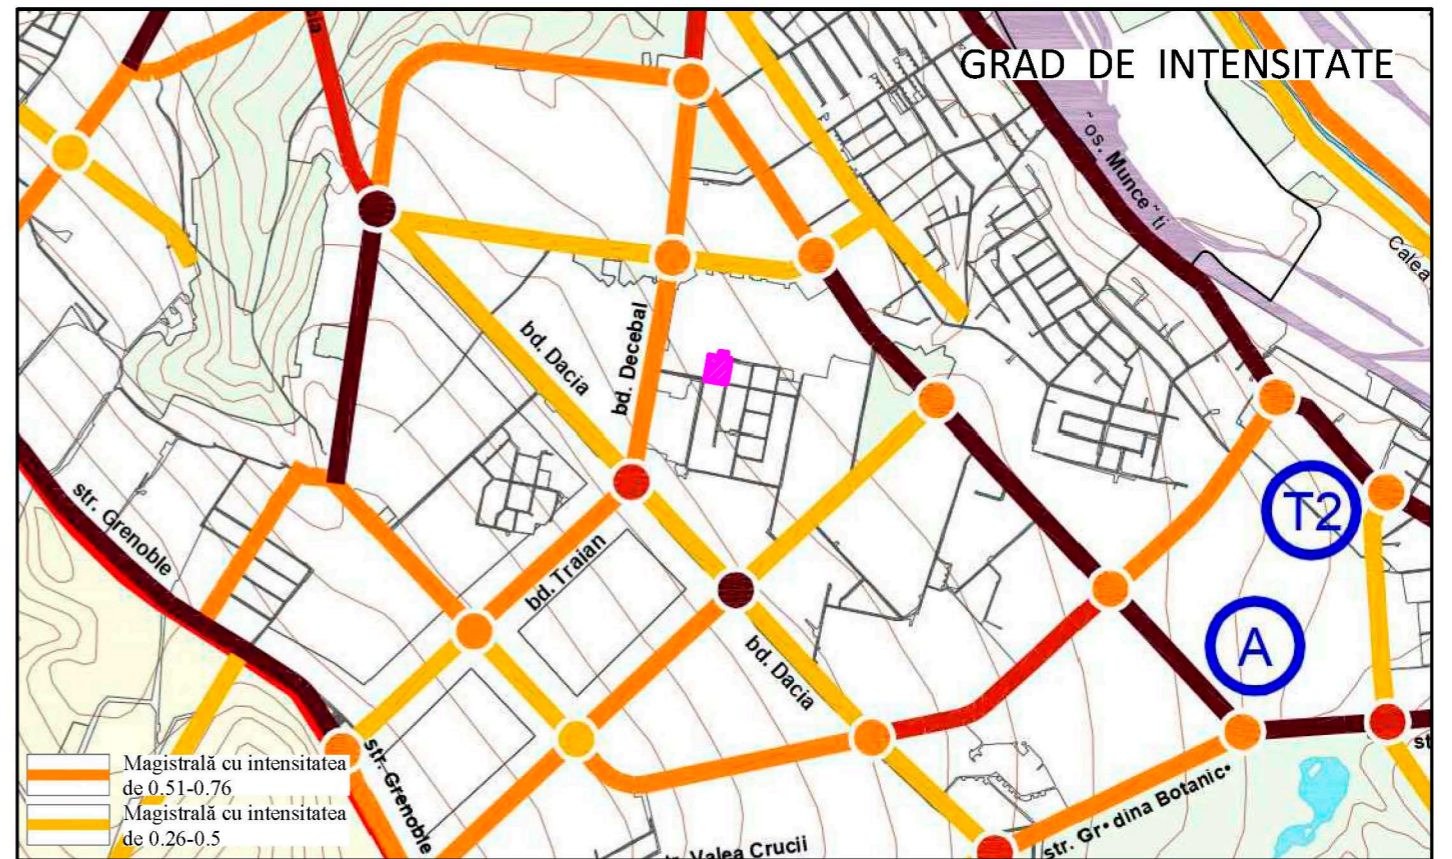 GRAD DE INTENSITATE
os. Munce ti
Calea
bd. Decebal
bd. Dacia
str. Grenoble
bd. Traian
T2
A
bd. Dacia
str. Grenoble
str. Gr• dina Botanic•
Valea Crucii
Magistrală cu intensitatea
de 0.51-0.76
Magistrală cu intensitatea
de 0.26-0.5